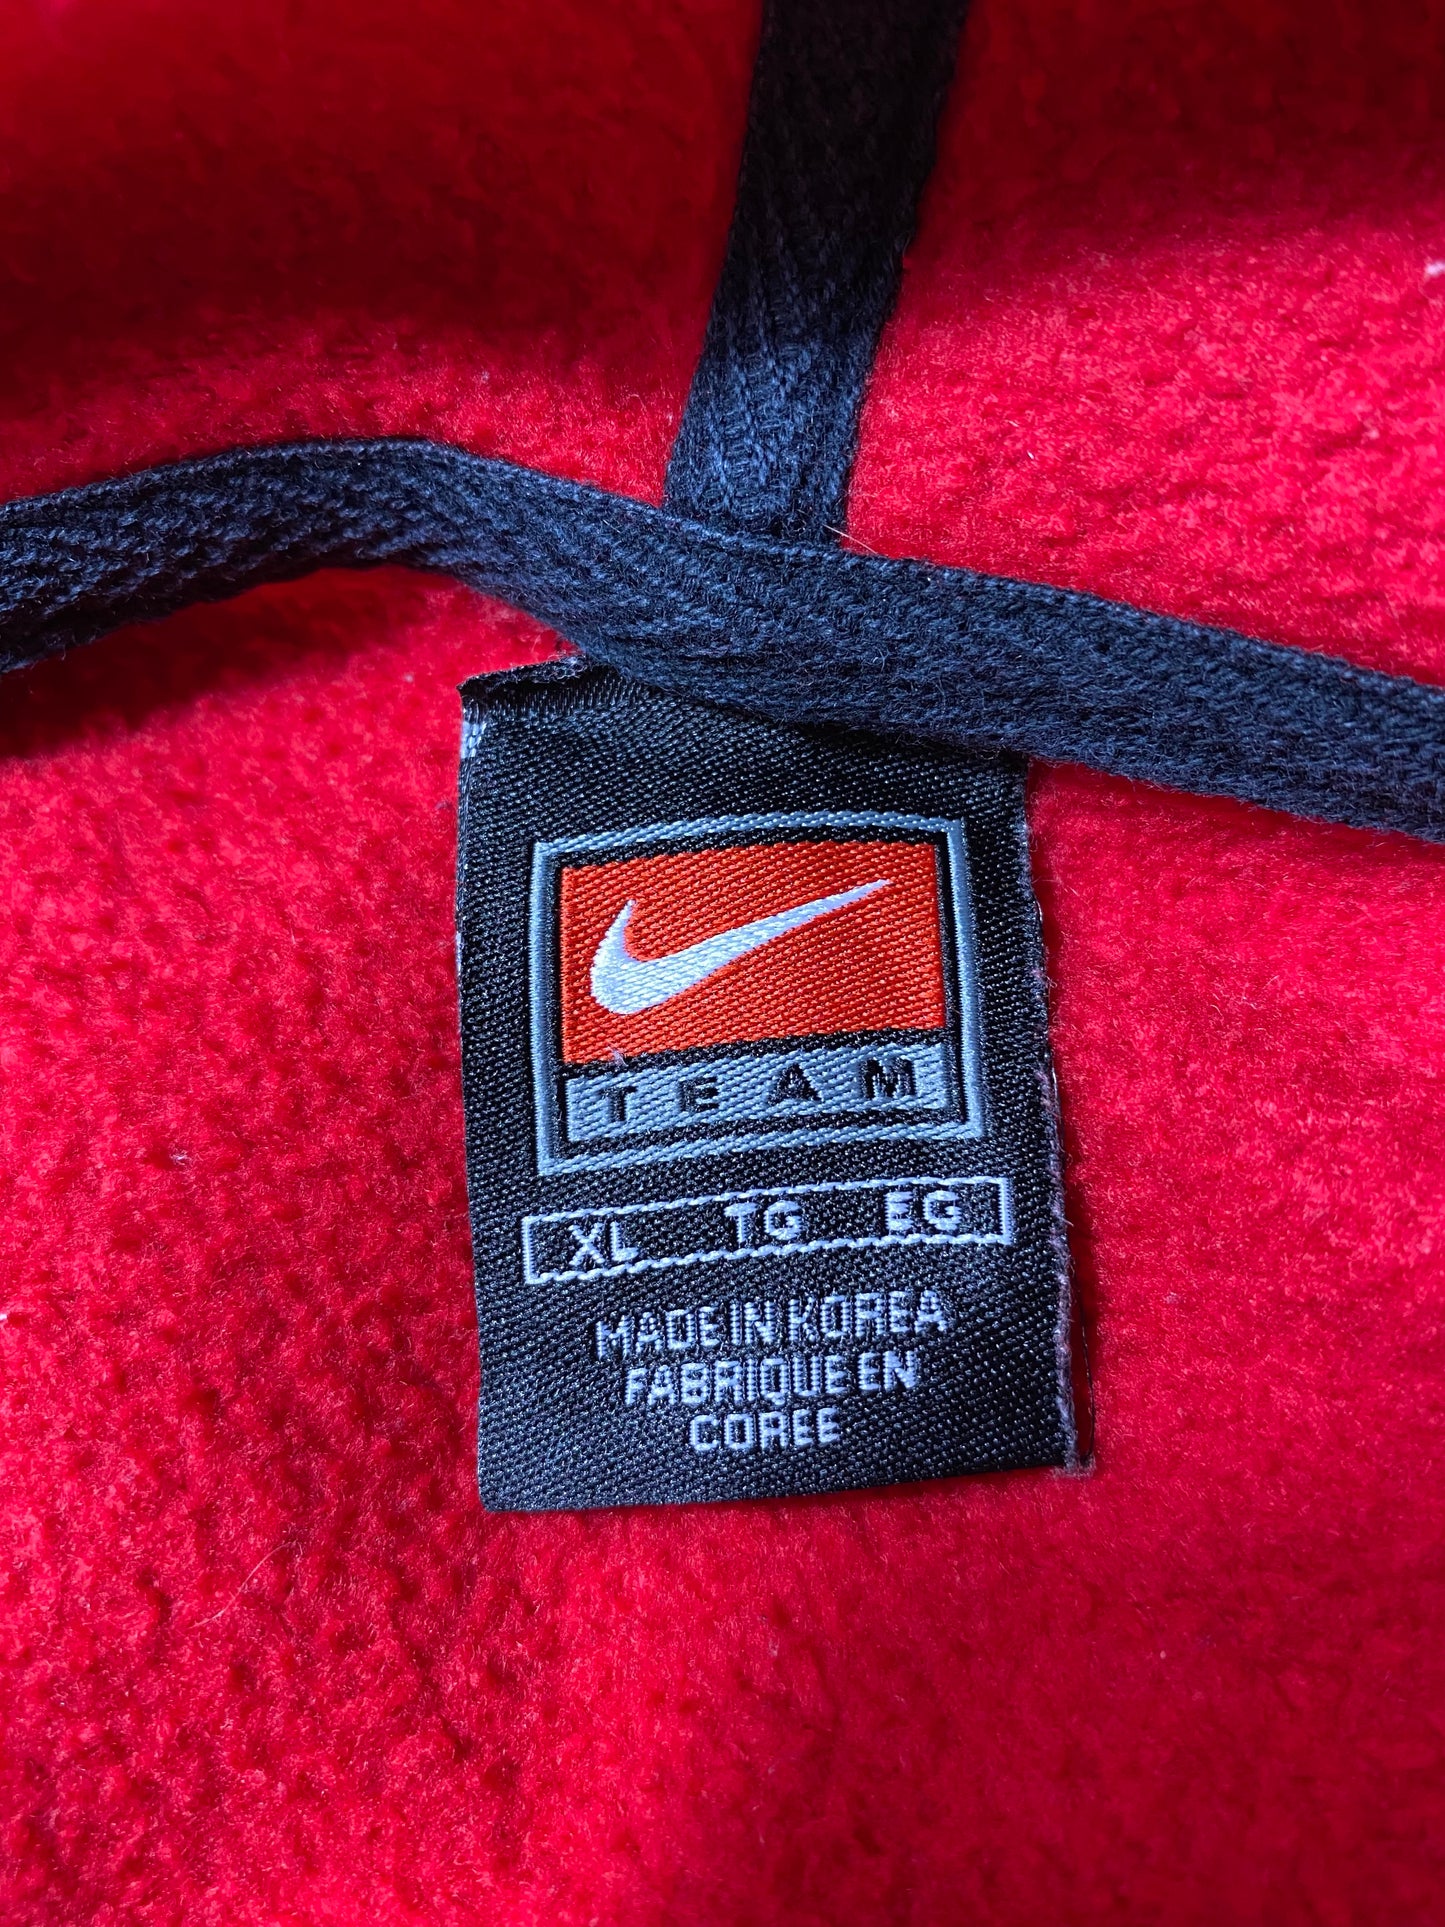 TEAM
XL TG EG
MADE IN KOREA
FABRIQUE EN
COREE